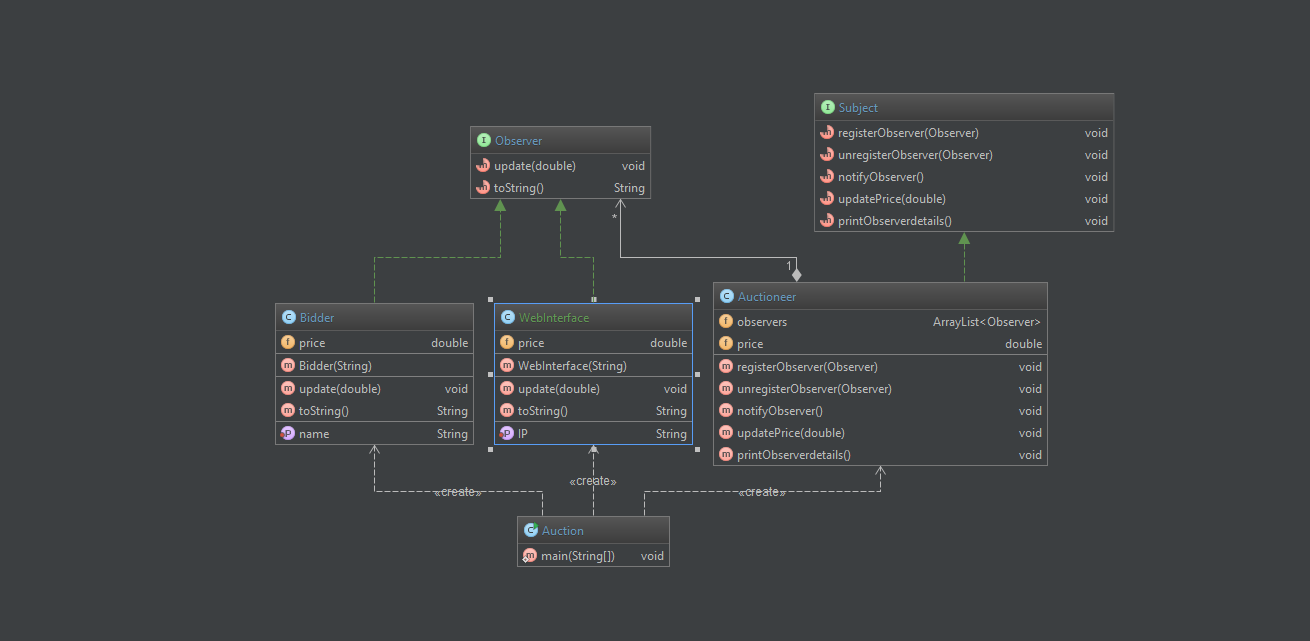 I Subject
m registerObserver(Observer) void
m unregisterObserver(Observer) void
m notifyObserver() void
m updatePrice(double) void
m printObserverdetails() void
I Observer
m update(double) void
m toString() String
*
1
C Bidder
f price double
m Bidder(String)
m update(double) void
m toString() String
P name String
C WebInterface
f price double
m WebInterface(String)
m update(double) void
m toString() String
P IP String
C Auctioneer
f observers ArrayList<Observer>
f price double
m registerObserver(Observer) void
m unregisterObserver(Observer) void
m notifyObserver() void
m updatePrice(double) void
m printObserverdetails() void
«create»
«create»
«create»
C Auction
m main(String[]) void